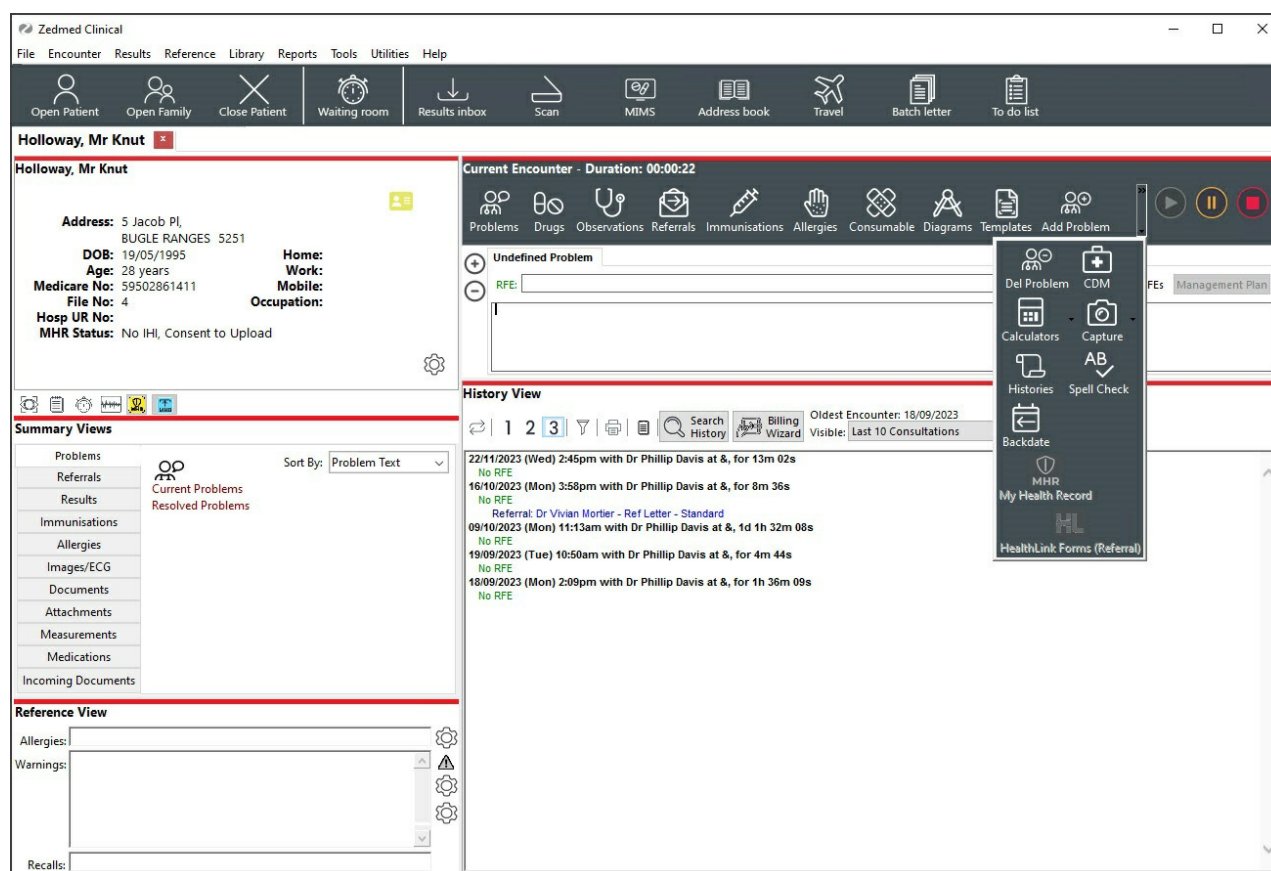 Zedmed Clinical
File Encounter Results Reference Library Reports Tools Utilities Help
Open Patient Open Family Close Patient Waiting room Results inbox Scan MIMS Address book Travel Batch letter To do list
Holloway, Mr Knut x
Holloway, Mr Knut
Address: 5 Jacob Pl,
BUGLE RANGES 5251
DOB: 19/05/1995 Home:
Age: 28 years Work:
Medicare No: 59502861411 Mobile:
File No: 4 Occupation:
Hosp UR No:
MHR Status: No IHI, Consent to Upload
Summary Views
Problems
Referrals
Results
Immunisations
Allergies
Images/ECG
Documents
Attachments
Measurements
Medications
Incoming Documents
Sort By: Problem Text
Current Problems
Resolved Problems
Reference View
Allergies:
Warnings:
Recalls:
Current Encounter - Duration: 00:00:22
Problems Drugs Observations Referrals Immunisations Allergies Consumable Diagrams Templates Add Problem »
Undefined Problem
RFE: FEs Management Plan
Del Problem CDM
Calculators Capture
AB
Histories Spell Check
Backdate
MHR
My Health Record
HL
HealthLink Forms (Referral)
History View
1 2 3 Search History Billing Wizard
Oldest Encounter: 18/09/2023
Visible: Last 10 Consultations
22/11/2023 (Wed) 2:45pm with Dr Phillip Davis at &, for 13m 02s
No RFE
16/10/2023 (Mon) 3:58pm with Dr Phillip Davis at &, for 8m 36s
No RFE
Referral: Dr Vivian Mortier - Ref Letter - Standard
09/10/2023 (Mon) 11:13am with Dr Phillip Davis at &, 1d 1h 32m 08s
No RFE
19/09/2023 (Tue) 10:50am with Dr Phillip Davis at &, for 4m 44s
No RFE
18/09/2023 (Mon) 2:09pm with Dr Phillip Davis at &, for 1h 36m 09s
No RFE